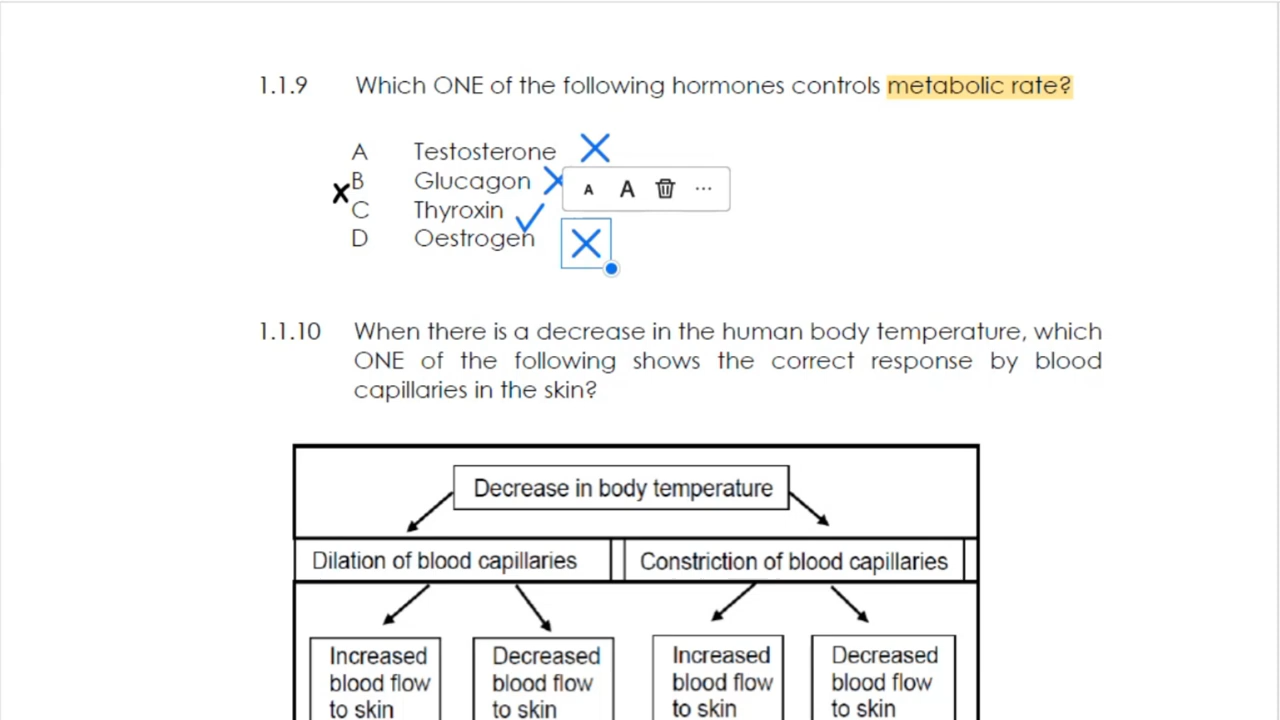 1.1.9 Which ONE of the following hormones controls metabolic rate?
A Testosterone
B Glucagon
C Thyroxin
D Oestrogen
A A ...
1.1.10 When there is a decrease in the human body temperature, which
ONE of the following shows the correct response by blood
capillaries in the skin?
Decrease in body temperature
Dilation of blood capillaries
Constriction of blood capillaries
Increased
blood flow
to skin
Decreased
blood flow
to skin
Increased
blood flow
to skin
Decreased
blood flow
to skin